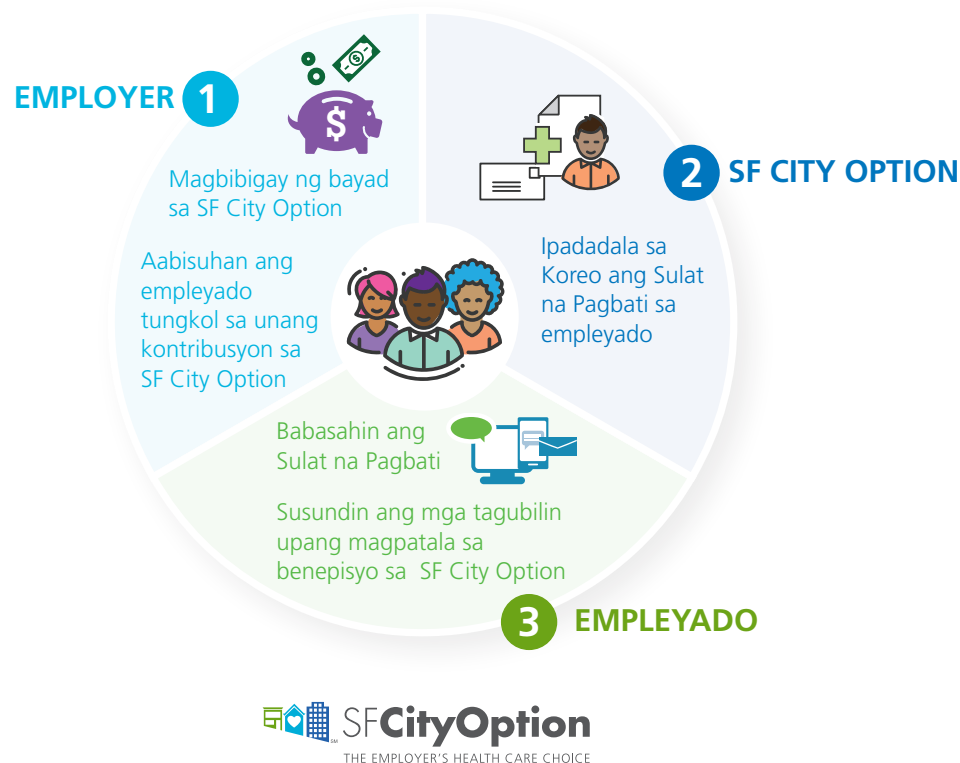 EMPLOYER 1
$
Magbibigay ng bayad
sa SF City Option
Aabisuhan ang
empleyado
tungkol sa unang
kontribusyon sa
SF City Option
2 SF CITY OPTION
Ipadadala sa
Koreo ang Sulat
na Pagbati sa
empleyado
Babasahin ang
Sulat na Pagbati
Susundin ang mga tagubilin
upang magpatala sa
benepisyo sa SF City Option
3 EMPLEYADO
SFCityOption
THE EMPLOYER'S HEALTH CARE CHOICE